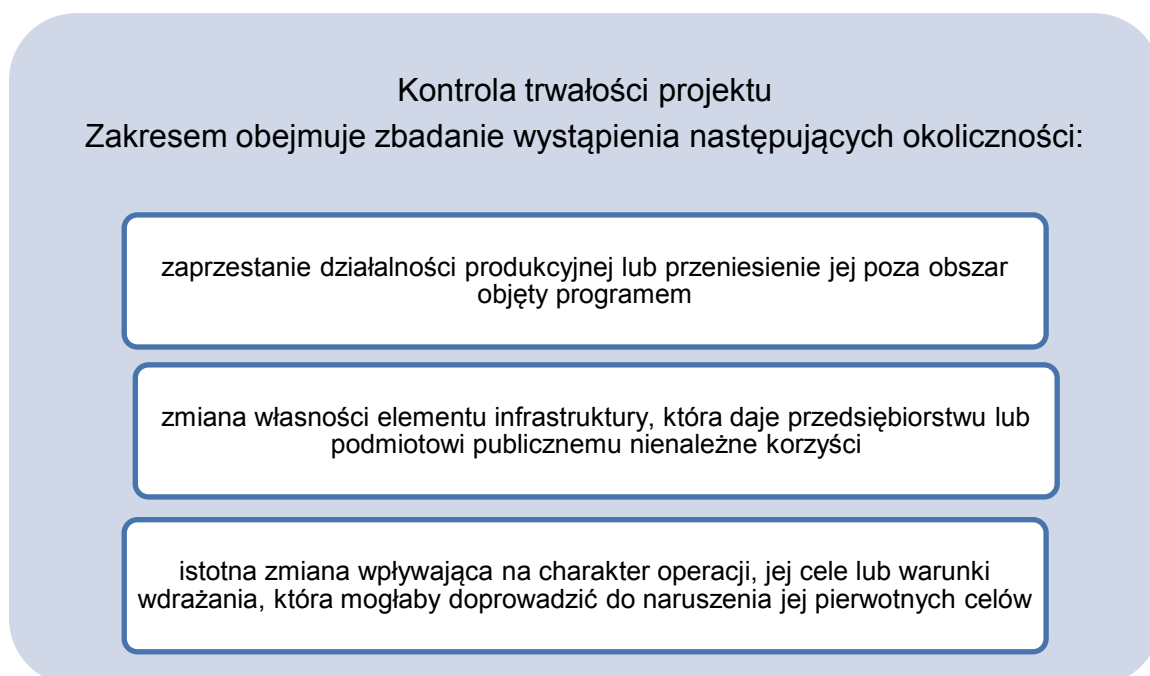 Kontrola trwałości projektu
Zakresem obejmuje zbadanie wystąpienia następujących okoliczności:
zaprzestanie działalności produkcyjnej lub przeniesienie jej poza obszar
objęty programem
zmiana własności elementu infrastruktury, która daje przedsiębiorstwu lub
podmiotowi publicznemu nienależne korzyści
istotna zmiana wpływająca na charakter operacji, jej cele lub warunki
wdrażania, która mogłaby doprowadzić do naruszenia jej pierwotnych celów